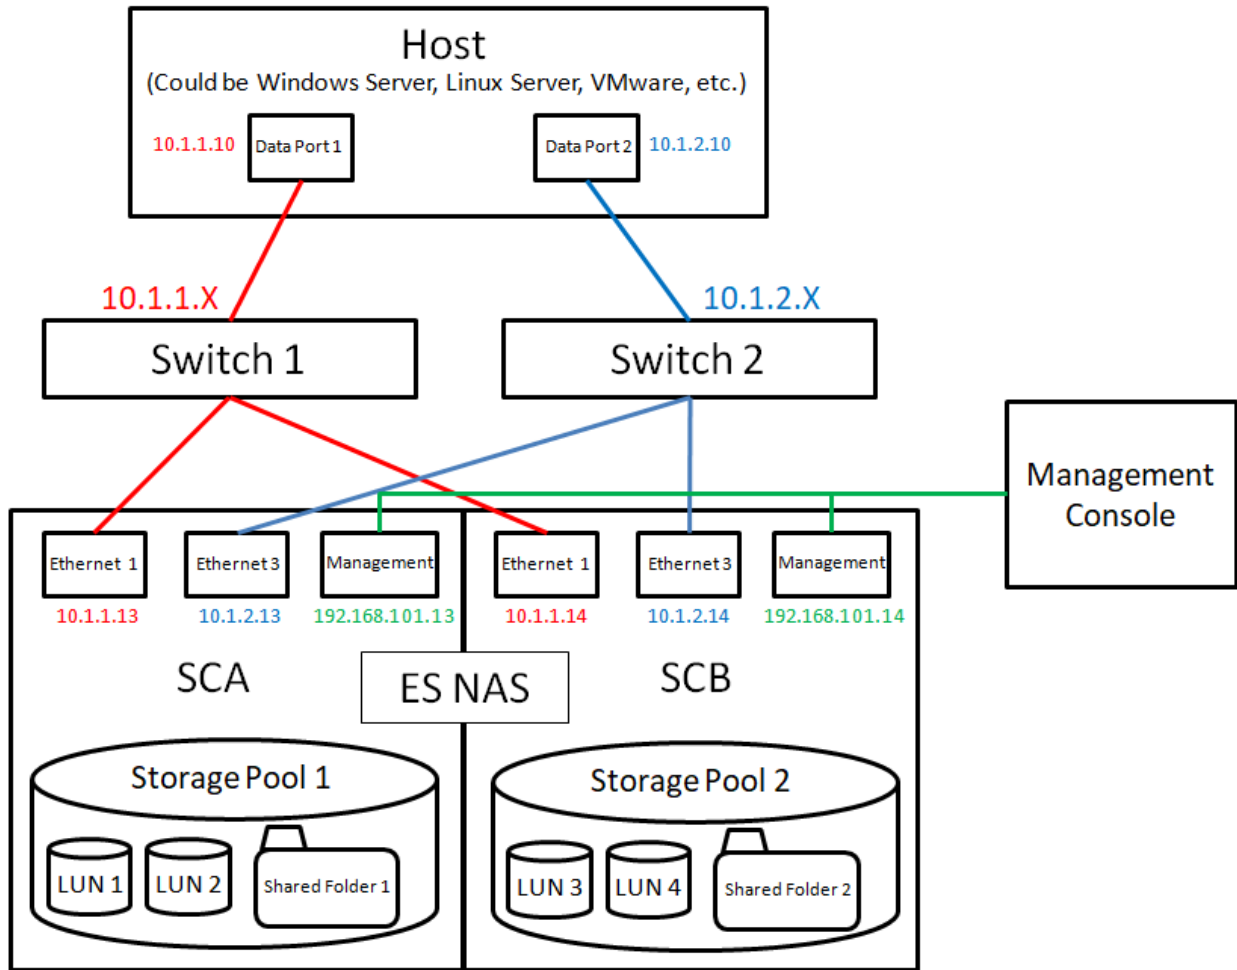 Host
(Could be Windows Server, Linux Server, VMware, etc.)
10.1.1.10
Data Port 1
Data Port 2
10.1.2.10
10.1.1.X
10.1.2.X
Switch 1
Switch 2
Management
Console
Ethernet 1
Ethernet 3
Management
Ethernet 1
Ethernet 3
Management
10.1.1.13
10.1.2.13
192.168.101.13
10.1.1.14
10.1.2.14
192.168.101.14
SCA
ES NAS
SCB
Storage Pool 1
Storage Pool 2
LUN 1
LUN 2
Shared Folder 1
LUN 3
LUN 4
Shared Folder 2